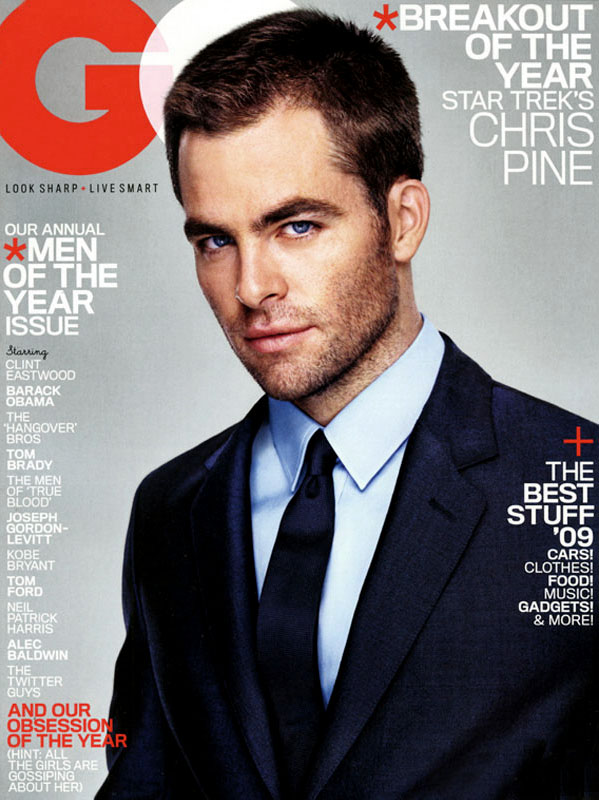 GQ
LOOK SHARP + LIVE SMART
*BREAKOUT
OF THE
YEAR
STAR TREK'S
CHRIS
PINE
OUR ANNUAL
*MEN
OF THE
YEAR
ISSUE
Starring
CLINT
EASTWOOD
BARACK
OBAMA
THE
'HANGOVER'
BROS
TOM
BRADY
THE MEN
OF 'TRUE
BLOOD'
JOSEPH
GORDON-
LEVITT
KOBE
BRYANT
TOM
FORD
NEIL
PATRICK
HARRIS
ALEC
BALDWIN
THE
TWITTER
GUYS
AND OUR
OBSESSION
OF THE YEAR
(HINT: ALL
THE GIRLS ARE
GOSSIPING
ABOUT HER)
+
THE
BEST
STUFF
'09
CARS!
CLOTHES!
FOOD!
MUSIC!
GADGETS!
& MORE!